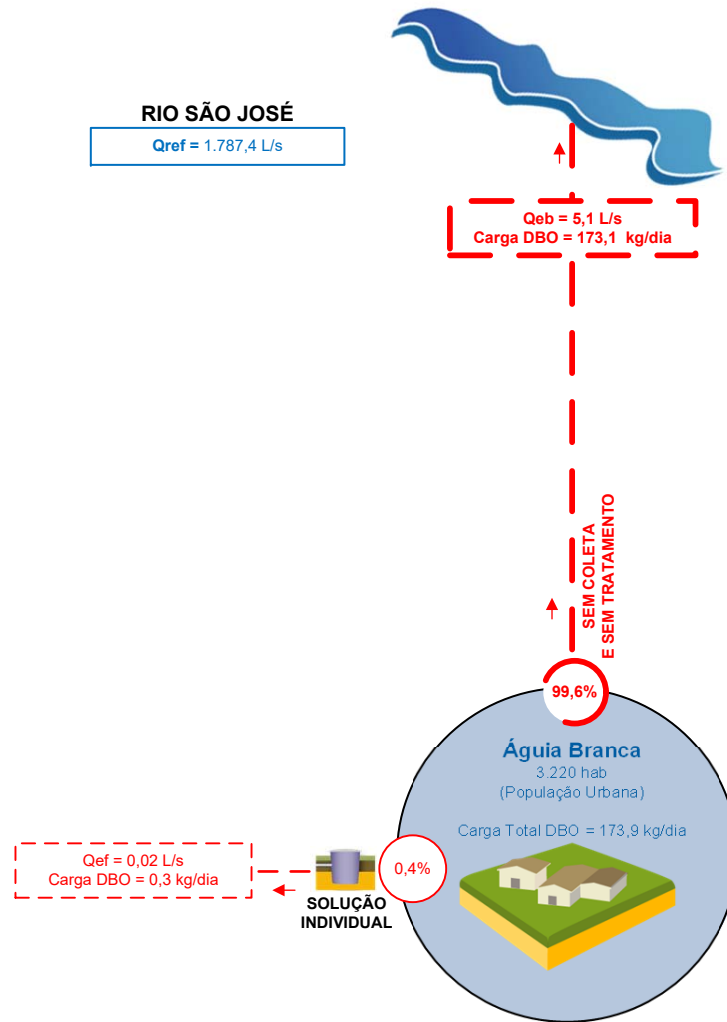 RIO SÃO JOSÉ
Qref = 1.787,4 L/s
Qeb = 5,1 L/s
Carga DBO = 173,1 kg/dia
SEM COLETA
E SEM TRATAMENTO
99,6%
Águia Branca
3.220 hab
(População Urbana)
Carga Total DBO = 173,9 kg/dia
0,4%
Qef = 0,02 L/s
Carga DBO = 0,3 kg/dia
SOLUÇÃO
INDIVIDUAL